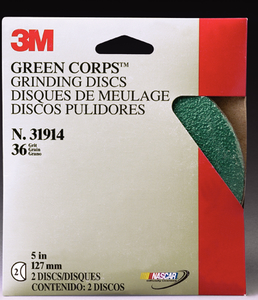 3M
GREEN CORPS™
GRINDING DISCS
DISQUES DE MEULAGE
DISCOS PULIDORES
N. 31914
36 Grit
Grain
Grano
5 in
127 mm
2
2 DISCS/DISQUES
CONTENIDO: 2 DISCOS
NASCAR